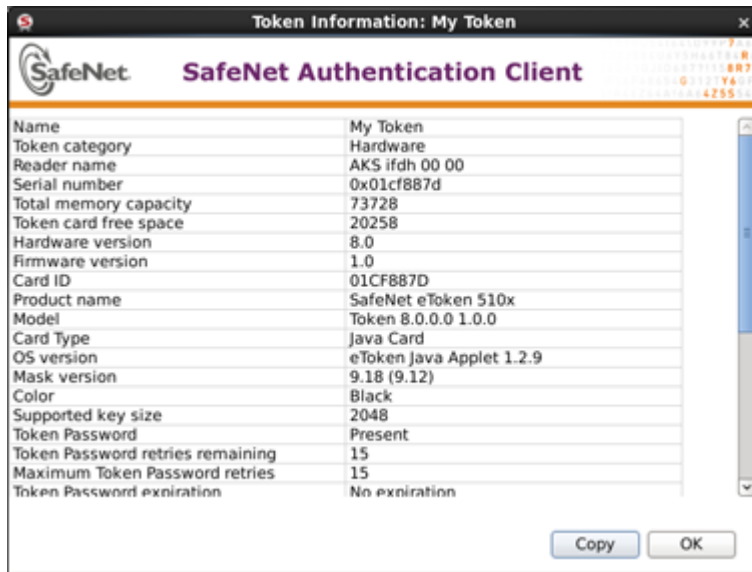 Token Information: My Token
SafeNet. SafeNet Authentication Client
Name My Token
Token category Hardware
Reader name AKS ifdh 00 00
Serial number 0x01cf887d
Total memory capacity 73728
Token card free space 20258
Hardware version 8.0
Firmware version 1.0
Card ID 01CF887D
Product name SafeNet eToken 510x
Model Token 8.0.0.0 1.0.0
Card Type Java Card
OS version eToken Java Applet 1.2.9
Mask version 9.18 (9.12)
Color Black
Supported key size 2048
Token Password Present
Token Password retries remaining 15
Maximum Token Password retries 15
Token Password expiration No expiration
Copy OK